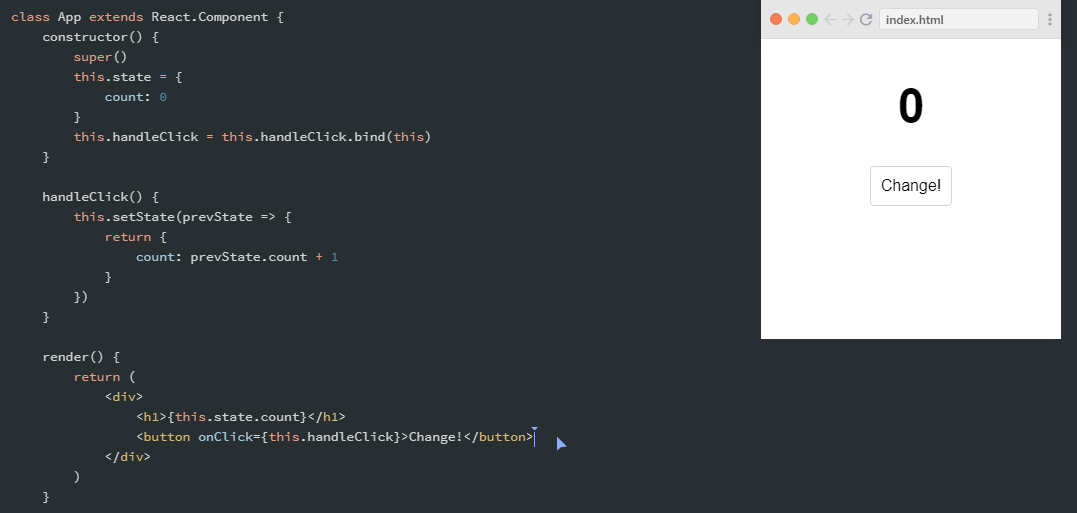 class App extends React.Component {
    constructor() {
        super()
        this.state = {
            count: 0
        }
        this.handleClick = this.handleClick.bind(this)
    }

    handleClick() {
        this.setState(prevState => {
            return {
                count: prevState.count + 1
            }
        })
    }

    render() {
        return (
            <div>
                <h1>{this.state.count}</h1>
                <button onClick={this.handleClick}>Change!</button>
            </div>
        )
    }
index.html
0
Change!